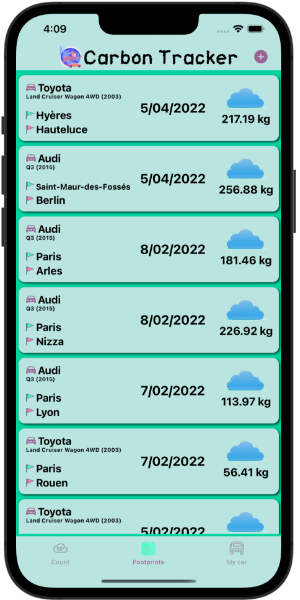 4:09
Carbon Tracker
Toyota
Land Cruiser Wagon 4WD (2003)
Hyères
Hauteluce
5/04/2022
217.19 kg
Audi
Q3 (2015)
Saint-Maur-des-Fossés
Berlin
5/04/2022
256.88 kg
Audi
Q3 (2015)
Paris
Arles
8/02/2022
181.46 kg
Audi
Q3 (2015)
Paris
Nizza
8/02/2022
226.92 kg
Audi
Q3 (2015)
Paris
Lyon
7/02/2022
113.97 kg
Toyota
Land Cruiser Wagon 4WD (2003)
Paris
Rouen
7/02/2022
56.41 kg
Toyota
Land Cruiser Wagon 4WD (2003)
5/02/2022
Count
Footprints
My car